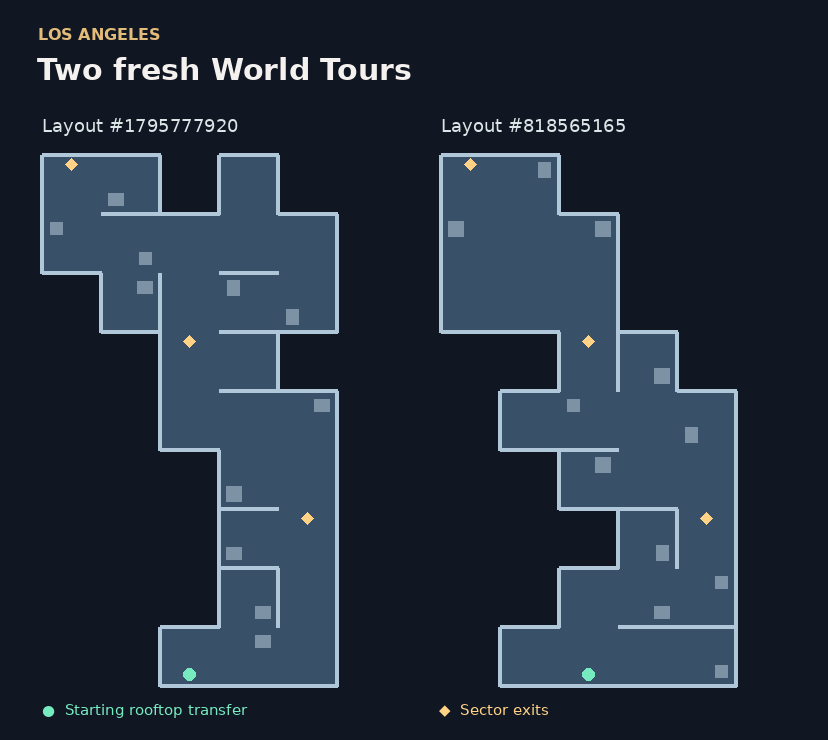 LOS ANGELES
Two fresh World Tours
Layout #1795777920
Layout #818565165
Starting rooftop transfer
Sector exits